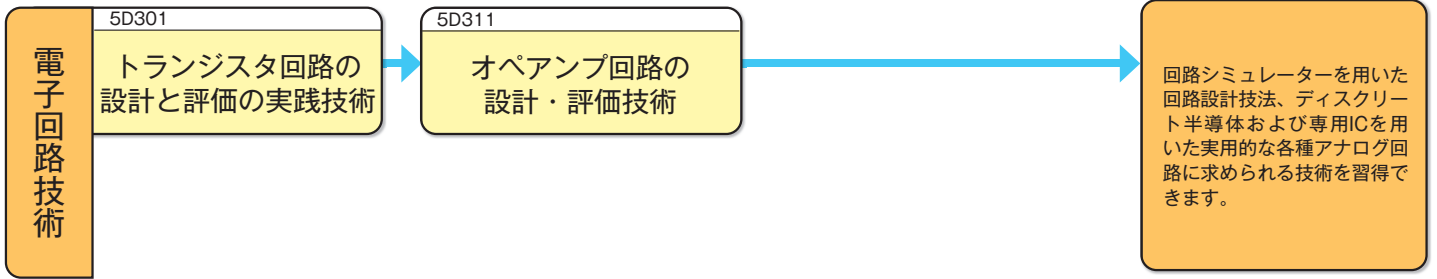 電子回路技術
5D301
トランジスタ回路の
設計と評価の実践技術
5D311
オペアンプ回路の
設計・評価技術
回路シミュレーターを用いた
回路設計技法、ディスクリー
ト半導体および専用ICを用
いた実用的な各種アナログ回
路に求められる技術を習得で
きます。